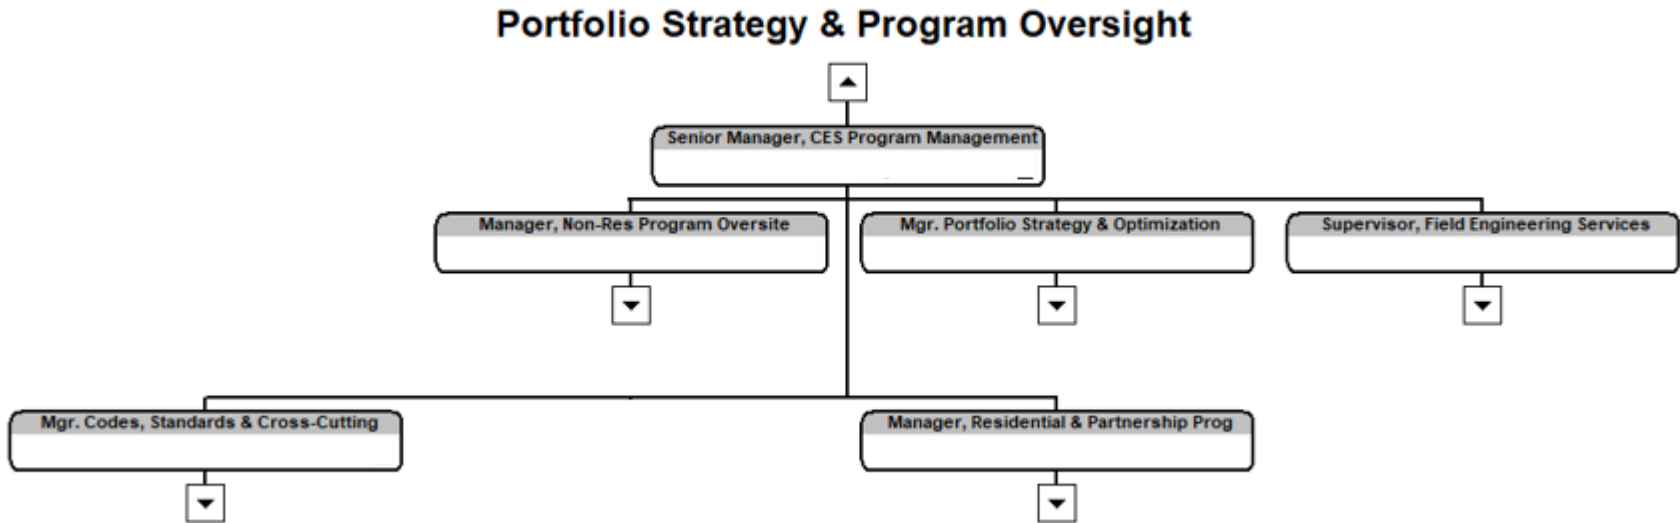 Portfolio Strategy & Program Oversight
Senior Manager, CES Program Management
Manager, Non-Res Program Oversite
Mgr. Portfolio Strategy & Optimization
Supervisor, Field Engineering Services
Mgr. Codes, Standards & Cross-Cutting
Manager, Residential & Partnership Prog